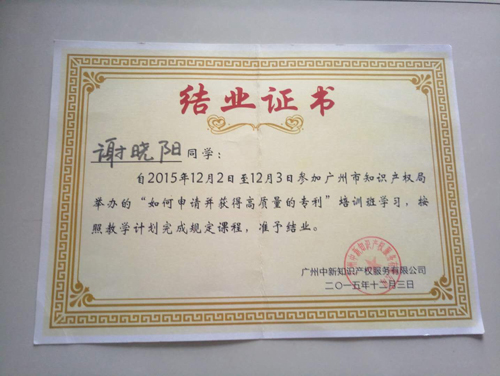 结业证书
谢晓阳同学：
自2015年12月2日至12月3日参加广州市知识产权局
举办的“如何申请并获得高质量的专利”培训班学习，按
照教学计划完成规定课程，准予结业。
广州中新知识产权服务有限公司
二〇一五年十二月三日